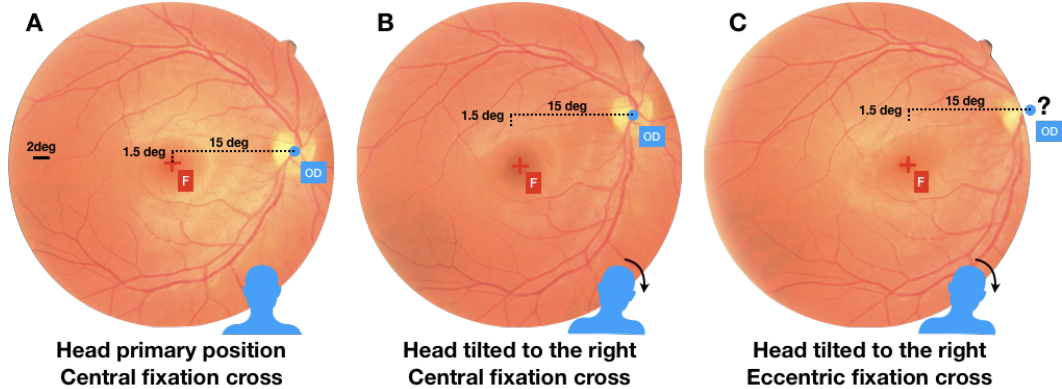 A
2deg
1.5 deg
15 deg
F
OD
Head primary position
Central fixation cross
B
1.5 deg
15 deg
F
OD
Head tilted to the right
Central fixation cross
C
1.5 deg
15 deg
?
F
OD
Head tilted to the right
Eccentric fixation cross